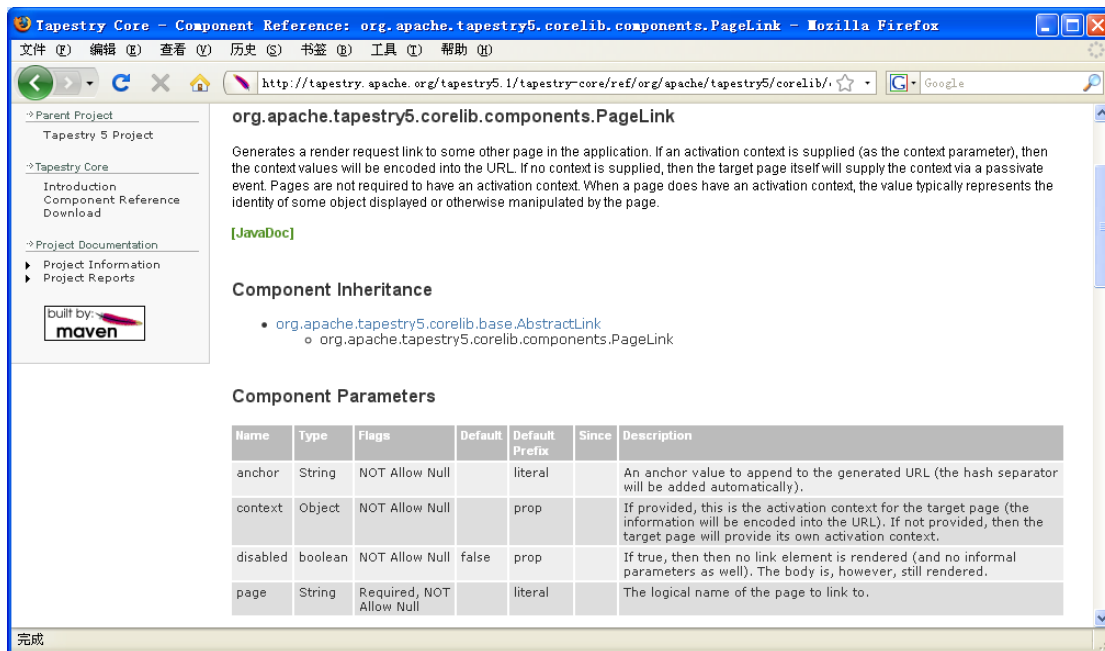 Tapestry Core - Component Reference: org.apache.tapestry5.corelib.components.PageLink - Mozilla Firefox
文件 (F) 编辑 (E) 查看 (V) 历史 (S) 书签 (B) 工具 (T) 帮助 (H)
http://tapestry.apache.org/tapestry5.1/tapestry-core/ref/org/apache/tapestry5/corelib/
G Google
Parent Project
Tapestry 5 Project
Tapestry Core
Introduction
Component Reference
Download
Project Documentation
Project Information
Project Reports
built by:
maven
org.apache.tapestry5.corelib.components.PageLink
Generates a render request link to some other page in the application. If an activation context is supplied (as the context parameter), then
the context values will be encoded into the URL. If no context is supplied, then the target page itself will supply the context via a passivate
event. Pages are not required to have an activation context. When a page does have an activation context, the value typically represents the
identity of some object displayed or otherwise manipulated by the page.
[JavaDoc]
Component Inheritance
org.apache.tapestry5.corelib.base.AbstractLink
org.apache.tapestry5.corelib.components.PageLink
Component Parameters
Name Type Flags Default Default Prefix Since Description
anchor String NOT Allow Null literal An anchor value to append to the generated URL (the hash separator
will be added automatically).
context Object NOT Allow Null prop If provided, this is the activation context for the target page (the
information will be encoded into the URL). If not provided, then the
target page will provide its own activation context.
disabled boolean NOT Allow Null false prop If true, then then no link element is rendered (and no informal
parameters as well). The body is, however, still rendered.
page String Required, NOT Allow Null literal The logical name of the page to link to.
完成